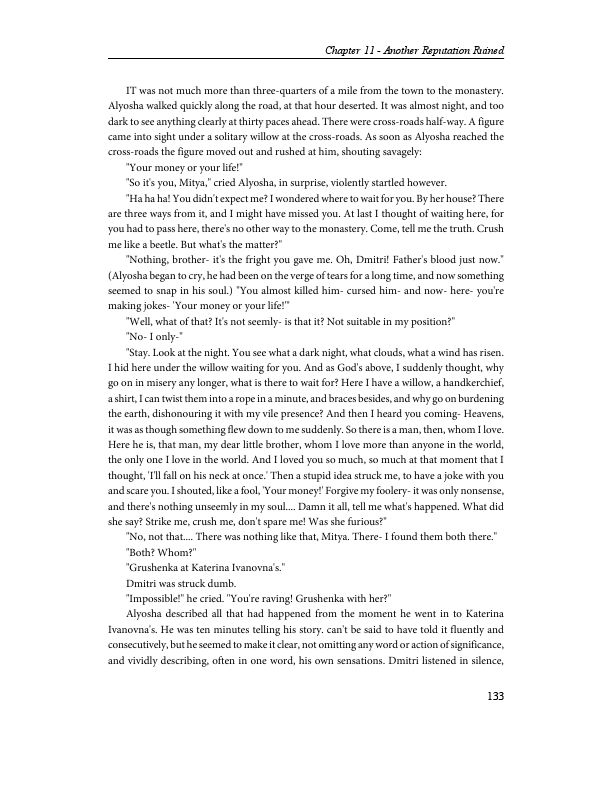 Chapter 11 - Another Reputation Ruined
IT was not much more than three-quarters of a mile from the town to the monastery.
Alyosha walked quickly along the road, at that hour deserted. It was almost night, and too
dark to see anything clearly at thirty paces ahead. There were cross-roads half-way. A figure
came into sight under a solitary willow at the cross-roads. As soon as Alyosha reached the
cross-roads the figure moved out and rushed at him, shouting savagely:
"Your money or your life!"
"So it's you, Mitya," cried Alyosha, in surprise, violently startled however.
"Ha ha ha! You didn't expect me? I wondered where to wait for you. By her house? There
are three ways from it, and I might have missed you. At last I thought of waiting here, for
you had to pass here, there's no other way to the monastery. Come, tell me the truth. Crush
me like a beetle. But what's the matter?"
"Nothing, brother- it's the fright you gave me. Oh, Dmitri! Father's blood just now."
(Alyosha began to cry, he had been on the verge of tears for a long time, and now something
seemed to snap in his soul.) "You almost killed him- cursed him- and now- here- you're
making jokes- 'Your money or your life!'"
"Well, what of that? It's not seemly- is that it? Not suitable in my position?"
"No- I only-"
"Stay. Look at the night. You see what a dark night, what clouds, what a wind has risen.
I hid here under the willow waiting for you. And as God's above, I suddenly thought, why
go on in misery any longer, what is there to wait for? Here I have a willow, a handkerchief,
a shirt, I can twist them into a rope in a minute, and braces besides, and why go on burdening
the earth, dishonouring it with my vile presence? And then I heard you coming- Heavens,
it was as though something flew down to me suddenly. So there is a man, then, whom I love.
Here he is, that man, my dear little brother, whom I love more than anyone in the world,
the only one I love in the world. And I loved you so much, so much at that moment that I
thought, 'I'll fall on his neck at once.' Then a stupid idea struck me, to have a joke with you
and scare you. I shouted, like a fool, 'Your money!' Forgive my foolery- it was only nonsense,
and there's nothing unseemly in my soul.... Damn it all, tell me what's happened. What did
she say? Strike me, crush me, don't spare me! Was she furious?"
"No, not that.... There was nothing like that, Mitya. There- I found them both there."
"Both? Whom?"
"Grushenka at Katerina Ivanovna's."
Dmitri was struck dumb.
"Impossible!" he cried. "You're raving! Grushenka with her?"
Alyosha described all that had happened from the moment he went in to Katerina
Ivanovna's. He was ten minutes telling his story. can't be said to have told it fluently and
consecutively, but he seemed to make it clear, not omitting any word or action of significance,
and vividly describing, often in one word, his own sensations. Dmitri listened in silence,
133